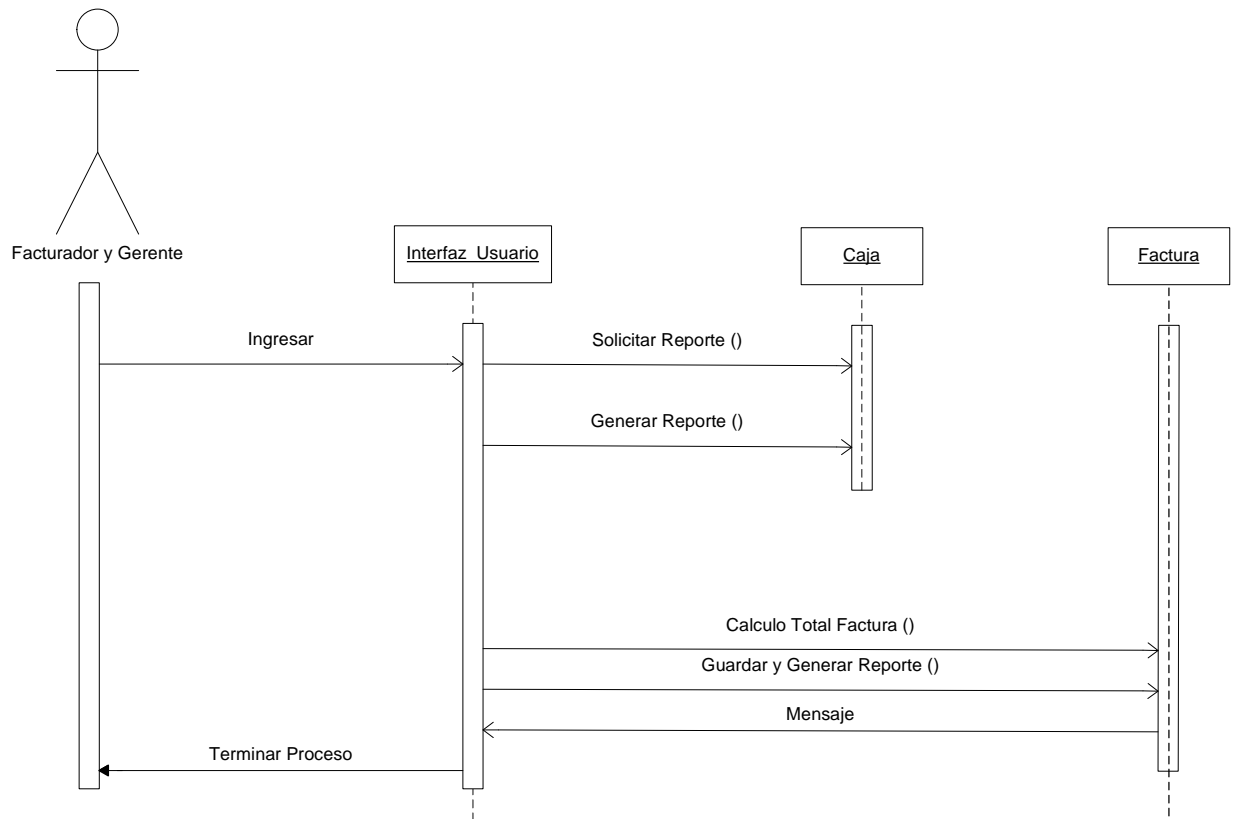 Facturador y Gerente
Interfaz_Usuario
Caja
Factura
Ingresar
Solicitar Reporte ()
Generar Reporte ()
Calculo Total Factura ()
Guardar y Generar Reporte ()
Mensaje
Terminar Proceso